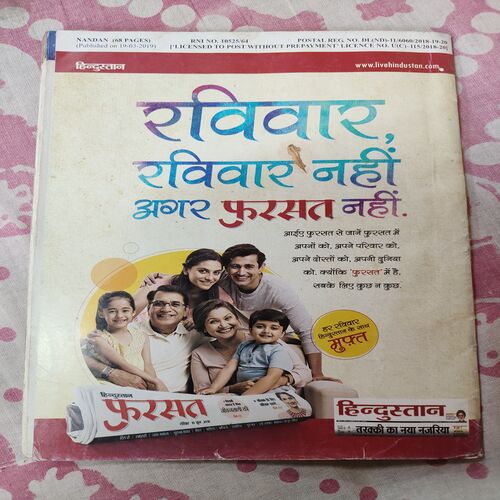 NANDAN (68 PAGES) RNI NO. 10525/64 POSTAL REG. NO. DL(ND)-11/6060/2018-19-20
(Published on 19-03-2019) ['LICENSED TO POST WITHOUT PREPAYMENT' LICENCE NO. U(C)-115/2018-20]
हिन्दुस्तान www.livehindustan.com
रविवार,
रविवार नहीं
अगर फुरसत नहीं.
आईए फुरसत से जानें फुरसत में
अपनों को, अपने परिवार को,
अपने दोस्तों को, अपनी दुनिया
को. क्योंकि 'फुरसत' में है,
सबके लिए कुछ न कुछ.
हर रविवार
हिन्दुस्तान के साथ
मुफ़्त
हिन्दुस्तान
फुरसत
हिन्दुस्तान
तरक्की का नया नज़रिया